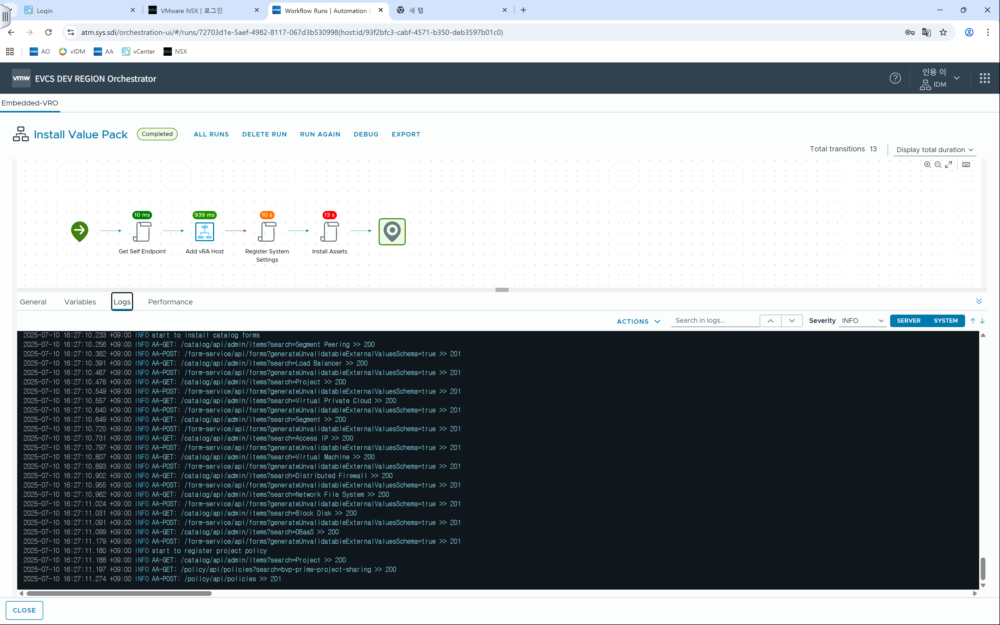 Login
NSX
VMware NSX | 로그인
vmw
Workflow Runs | Automation
새 탭
atm.sys.sdi/orchestration-ui/#/runs/72703d1e-5aef-4982-8117-067d3b530998(host:id/93f2bfc3-cabf-4571-b350-deb3597b01c0)
vmw AO
vIDM
vmw AA
vCenter
NSX NSX
vmw EVCS DEV REGION Orchestrator
인용 이
IDM
Embedded-VRO
Install Value Pack
Completed
ALL RUNS
DELETE RUN
RUN AGAIN
DEBUG
EXPORT
Total transitions 13
Display total duration
10 ms
939 ms
10 s
13 s
Get Self Endpoint
Add vRA Host
Register System
Settings
Install Assets
General
Variables
Logs
Performance
ACTIONS
Search in logs...
Severity
INFO
SERVER
SYSTEM
2025-07-10 16:27:10.233 +09:00 INFO start to install catalog forms
2025-07-10 16:27:10.256 +09:00 INFO AA-GET: /catalog/api/admin/items?search=Segment Peering >> 200
2025-07-10 16:27:10.382 +09:00 INFO AA-POST: /form-service/api/forms?generateUnvalidatableExternalValuesSchema=true >> 201
2025-07-10 16:27:10.391 +09:00 INFO AA-GET: /catalog/api/admin/items?search=Load Balancer >> 200
2025-07-10 16:27:10.467 +09:00 INFO AA-POST: /form-service/api/forms?generateUnvalidatableExternalValuesSchema=true >> 201
2025-07-10 16:27:10.476 +09:00 INFO AA-GET: /catalog/api/admin/items?search=Project >> 200
2025-07-10 16:27:10.549 +09:00 INFO AA-POST: /form-service/api/forms?generateUnvalidatableExternalValuesSchema=true >> 201
2025-07-10 16:27:10.557 +09:00 INFO AA-GET: /catalog/api/admin/items?search=Virtual Private Cloud >> 200
2025-07-10 16:27:10.640 +09:00 INFO AA-POST: /form-service/api/forms?generateUnvalidatableExternalValuesSchema=true >> 201
2025-07-10 16:27:10.649 +09:00 INFO AA-GET: /catalog/api/admin/items?search=Segment >> 200
2025-07-10 16:27:10.720 +09:00 INFO AA-POST: /form-service/api/forms?generateUnvalidatableExternalValuesSchema=true >> 201
2025-07-10 16:27:10.731 +09:00 INFO AA-GET: /catalog/api/admin/items?search=Access IP >> 200
2025-07-10 16:27:10.797 +09:00 INFO AA-POST: /form-service/api/forms?generateUnvalidatableExternalValuesSchema=true >> 201
2025-07-10 16:27:10.807 +09:00 INFO AA-GET: /catalog/api/admin/items?search=Virtual Machine >> 200
2025-07-10 16:27:10.893 +09:00 INFO AA-POST: /form-service/api/forms?generateUnvalidatableExternalValuesSchema=true >> 201
2025-07-10 16:27:10.902 +09:00 INFO AA-GET: /catalog/api/admin/items?search=Distributed Firewall >> 200
2025-07-10 16:27:10.955 +09:00 INFO AA-POST: /form-service/api/forms?generateUnvalidatableExternalValuesSchema=true >> 201
2025-07-10 16:27:10.962 +09:00 INFO AA-GET: /catalog/api/admin/items?search=Network File System >> 200
2025-07-10 16:27:11.024 +09:00 INFO AA-POST: /form-service/api/forms?generateUnvalidatableExternalValuesSchema=true >> 201
2025-07-10 16:27:11.031 +09:00 INFO AA-GET: /catalog/api/admin/items?search=Block Disk >> 200
2025-07-10 16:27:11.091 +09:00 INFO AA-POST: /form-service/api/forms?generateUnvalidatableExternalValuesSchema=true >> 201
2025-07-10 16:27:11.099 +09:00 INFO AA-GET: /catalog/api/admin/items?search=DBaaS >> 200
2025-07-10 16:27:11.179 +09:00 INFO AA-POST: /form-service/api/forms?generateUnvalidatableExternalValuesSchema=true >> 201
2025-07-10 16:27:11.180 +09:00 INFO start to register project policy
2025-07-10 16:27:11.188 +09:00 INFO AA-GET: /catalog/api/admin/items?search=Project >> 200
2025-07-10 16:27:11.197 +09:00 INFO AA-GET: /policy/api/policies?search=bvp-prime-project-sharing >> 200
2025-07-10 16:27:11.274 +09:00 INFO AA-POST: /policy/api/policies >> 201
CLOSE